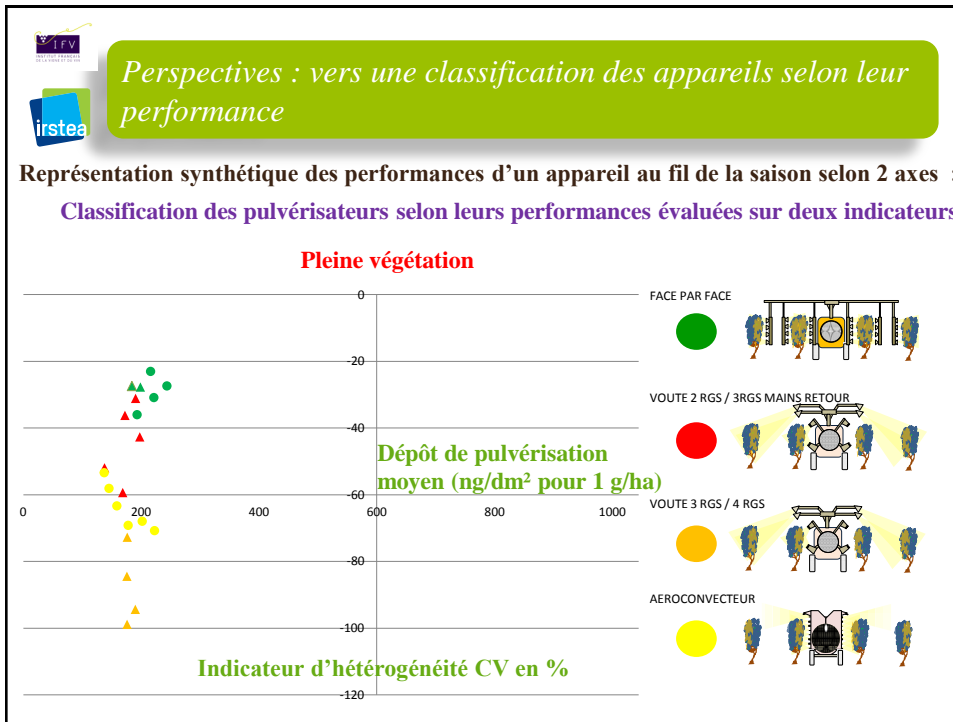 IFV
INSTITUT FRANÇAIS
DE LA VIGNE ET DU VIN
irstea
Perspectives : vers une classification des appareils selon leur
performance
Représentation synthétique des performances d'un appareil au fil de la saison selon 2 axes :
Classification des pulvérisateurs selon leurs performances évaluées sur deux indicateurs
Pleine végétation
0
-20
-40
-60
-80
-100
-120
0
200
400
600
800
1000
Dépôt de pulvérisation
moyen (ng/dm² pour 1 g/ha)
Indicateur d'hétérogénéité CV en %
FACE PAR FACE
VOUTE 2 RGS / 3RGS MAINS RETOUR
VOUTE 3 RGS / 4 RGS
AEROCONVECTEUR